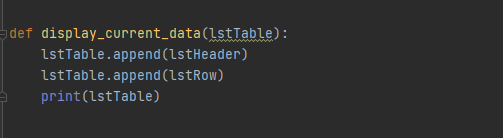 def display_current_data(lstTable):
    lstTable.append(lstHeader)
    lstTable.append(lstRow)
    print(lstTable)